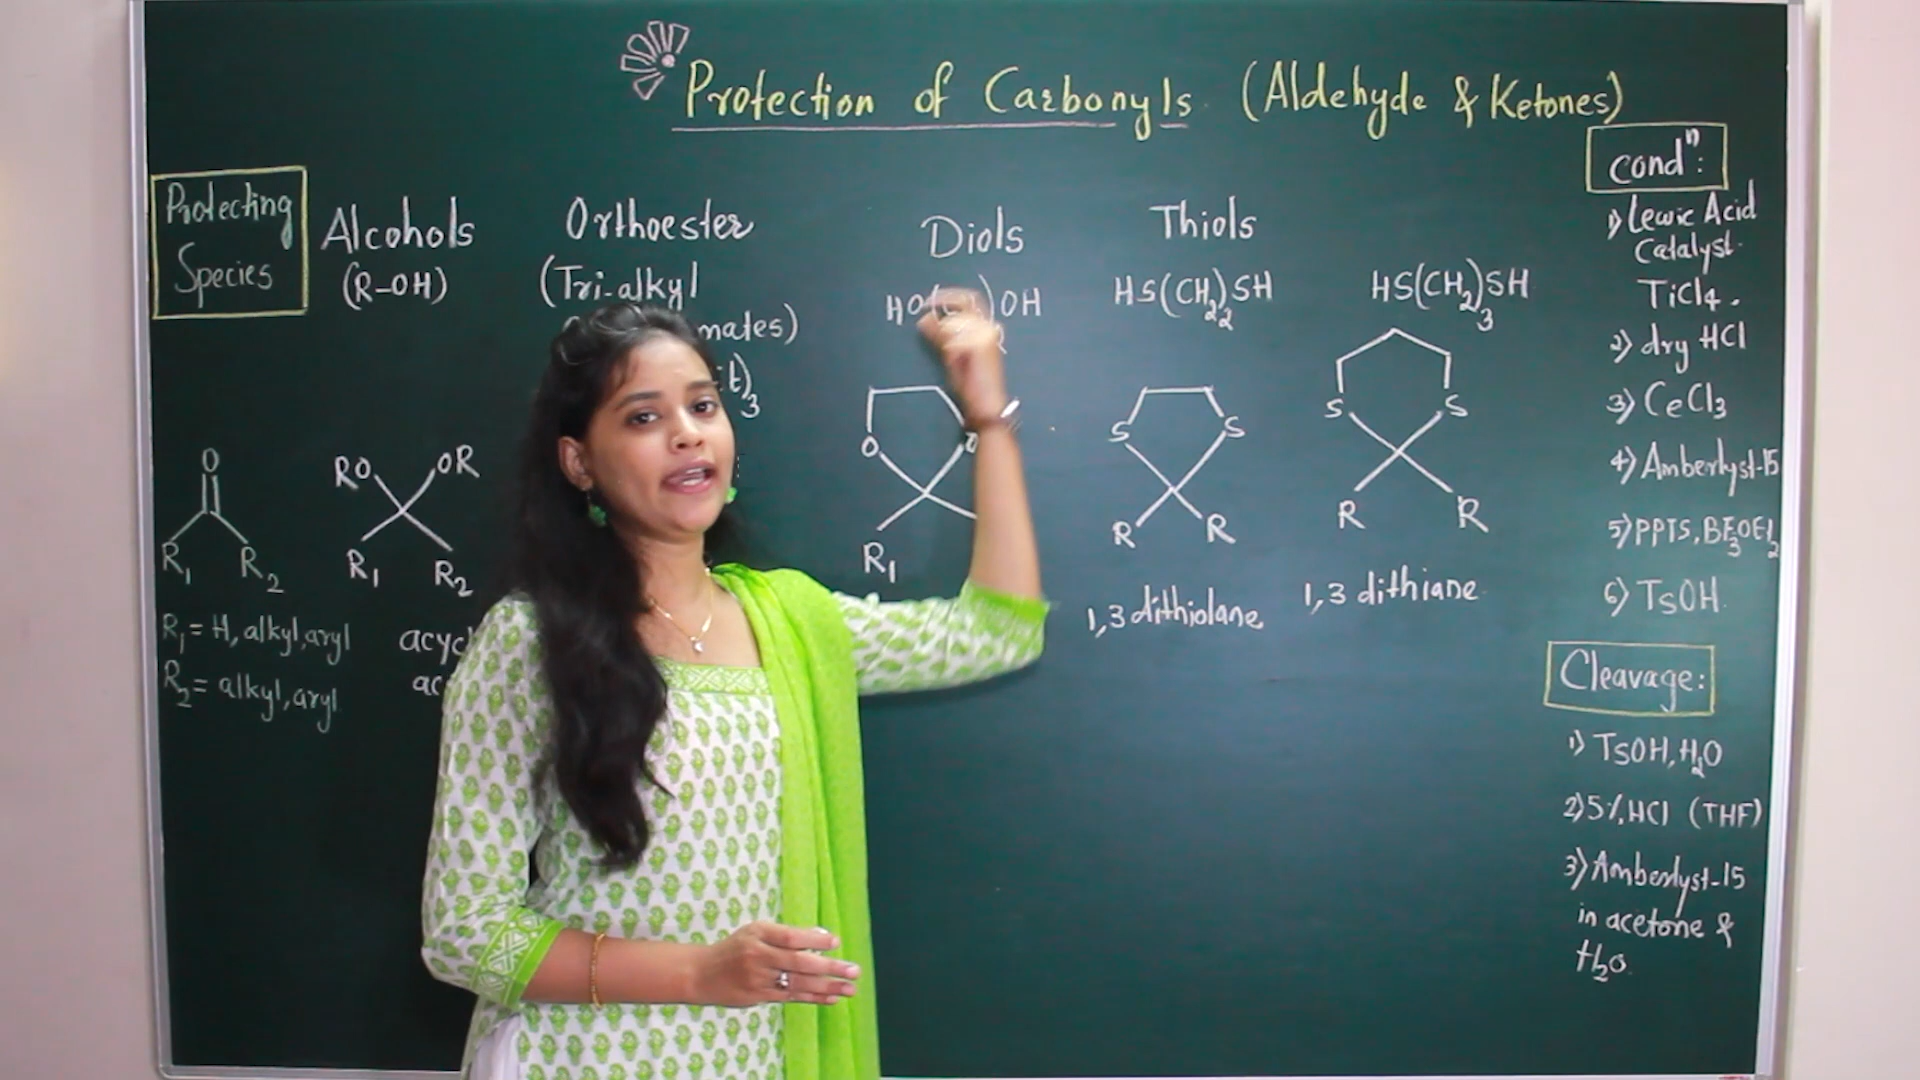 Protection of Carbonyls (Aldehyde & Ketones)
Protecting
Species
Alcohols
(R-OH)
Orthoester
(Tri-alkyl
Diols
OH
Thiols
HS(CH2)2SH
HS(CH2)3SH
O
R1
R2
RO
OR
R1
R2
O
R1
S
S
R
R
S
S
R
R
R1 = H, alkyl, aryl
R2 = alkyl, aryl
1,3 dithiolane
1,3 dithiane
condn:
1) Lewic Acid
Catalyst.
TiCl4.
2) dry HCl
3) CeCl3
4) Amberlyst-15
5) PPTS, BF3OEt2
6) TsOH.
Cleavage:
1) TsOH, H2O
2) 5% HCl (THF)
3) Amberlyst-15
in acetone &
H2O.